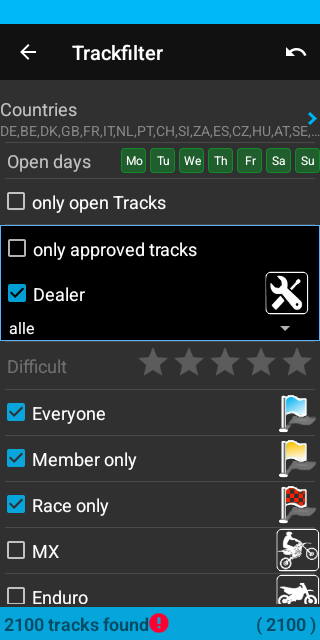 Trackfilter
Countries
DE,BE,DK,GB,FR,IT,NL,PT,CH,SI,ZA,ES,CZ,HU,AT,SE,...
Open days Mo Tu We Th Fr Sa Su
only open Tracks
only approved tracks
Dealer
alle
Difficult
Everyone
Member only
Race only
MX
Enduro
2100 tracks found ( 2100 )